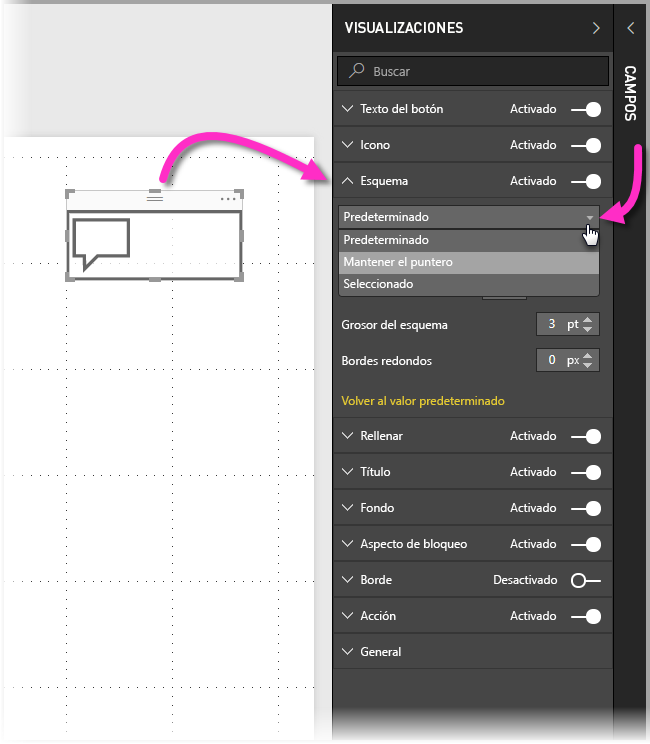 VISUALIZACIONES
CAMPOS
Buscar
Texto del botón Activado
Icono Activado
Esquema Activado
Predeterminado
Predeterminado
Mantener el puntero
Seleccionado
Grosor del esquema 3 pt
Bordes redondos 0 px
Volver al valor predeterminado
Rellenar Activado
Título Activado
Fondo Activado
Aspecto de bloqueo Activado
Borde Desactivado
Acción Activado
General